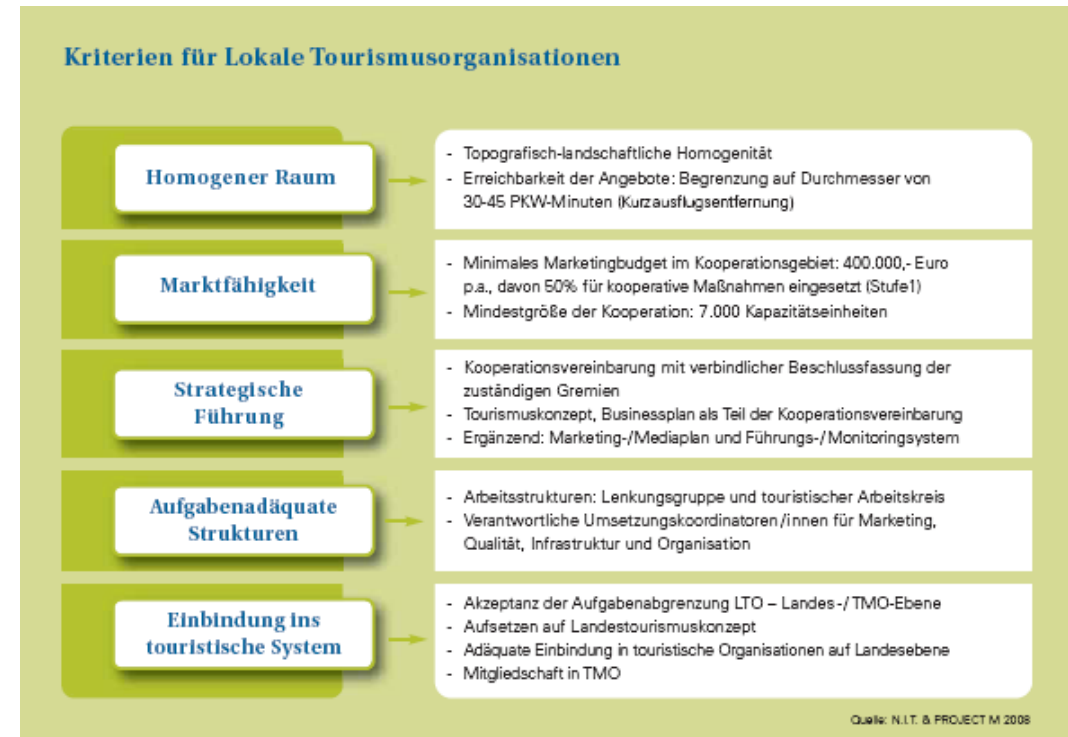 Kriterien für Lokale Tourismusorganisationen
Homogener Raum
- Topografisch-landschaftliche Homogenität
- Erreichbarkeit der Angebote: Begrenzung auf Durchmesser von
30-45 PKW-Minuten (Kurzausflugsentfernung)
Marktfähigkeit
- Minimales Marketingbudget im Kooperationsgebiet: 400.000,- Euro
p.a., davon 50% für kooperative Maßnahmen eingesetzt (Stufe1)
- Mindestgröße der Kooperation: 7.000 Kapazitätseinheiten
Strategische
Führung
- Kooperationsvereinbarung mit verbindlicher Beschlussfassung der
zuständigen Gremien
- Tourismuskonzept, Businessplan als Teil der Kooperationsvereinbarung
- Ergänzend: Marketing-/Mediaplan und Führungs-/Monitoringsystem
Aufgabenadäquate
Strukturen
- Arbeitsstrukturen: Lenkungsgruppe und touristischer Arbeitskreis
- Verantwortliche Umsetzungskoordinatoren/innen für Marketing,
Qualität, Infrastruktur und Organisation
Einbindung ins
touristische System
- Akzeptanz der Aufgabenabgrenzung LTO – Landes-/TMO-Ebene
- Aufsetzen auf Landestourismuskonzept
- Adäquate Einbindung in touristische Organisationen auf Landesebene
- Mitgliedschaft in TMO
Quelle: N.I.T. & PROJECT M 2008